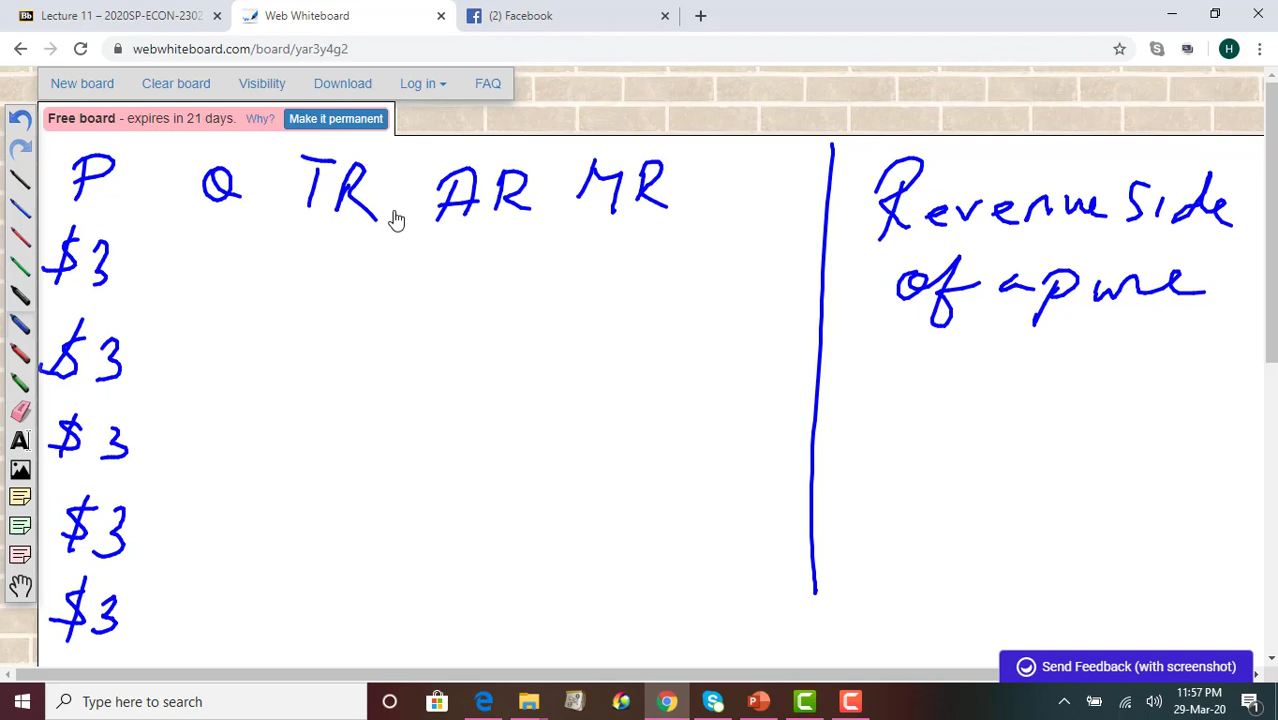 Lecture 11 – 2020SP-ECON-2302
Web Whiteboard
(2) Facebook
webwhiteboard.com/board/yar3y4g2
H
New board Clear board Visibility Download Log in FAQ
Free board - expires in 21 days. Why? Make it permanent
P Q TR AR MR
$3
$3
$3
$3
$3
Revenue Side
of a pure
A
Send Feedback (with screenshot)
Type here to search
11:57 PM
29-Mar-20